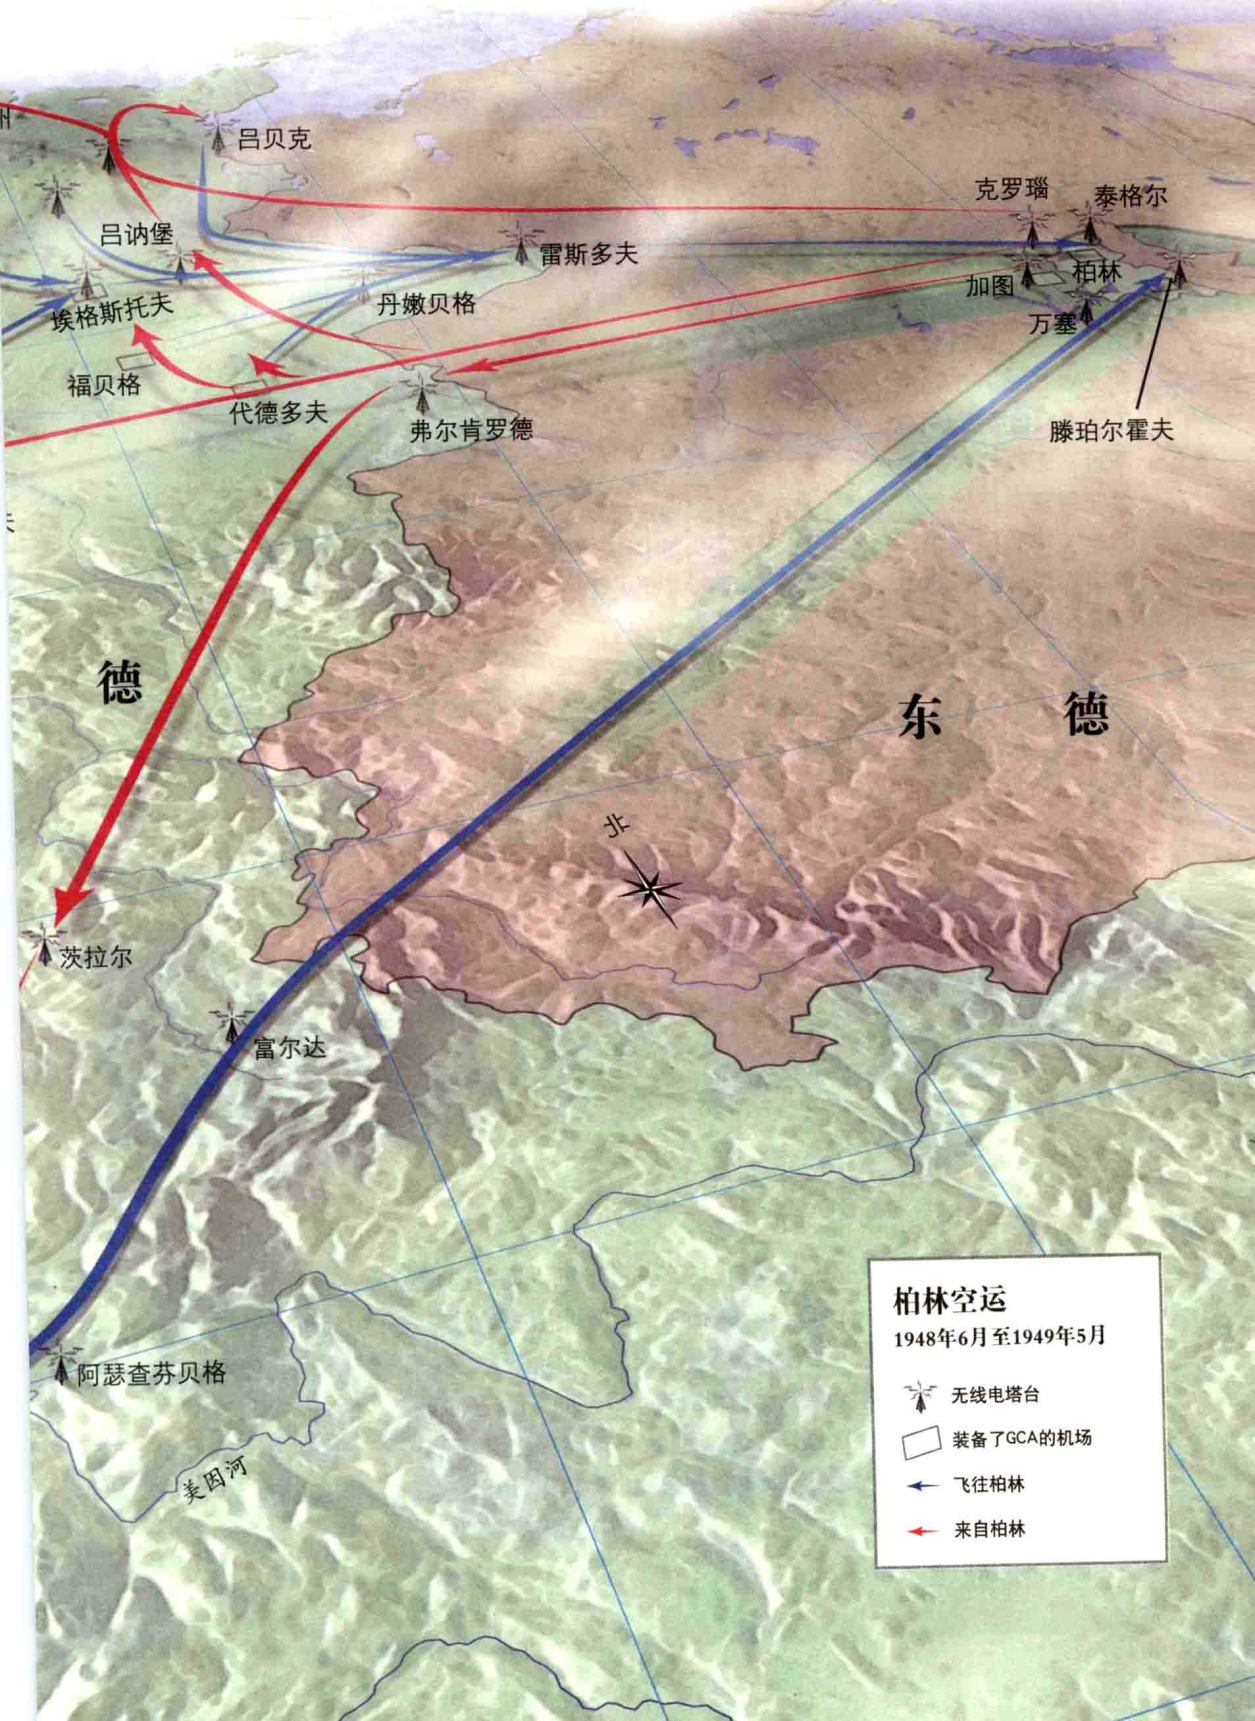 州
吕贝克
克罗瑙
泰格尔
吕讷堡
雷斯多夫
柏林
加图
丹嫩贝格
埃格斯托夫
万塞
福贝格
代德多夫
弗尔肯罗德
滕珀尔霍夫
德
东 德
北
茨拉尔
富尔达
阿瑟查芬贝格
美因河
柏林空运
1948年6月至1949年5月
无线电塔台
装备了GCA的机场
飞往柏林
来自柏林